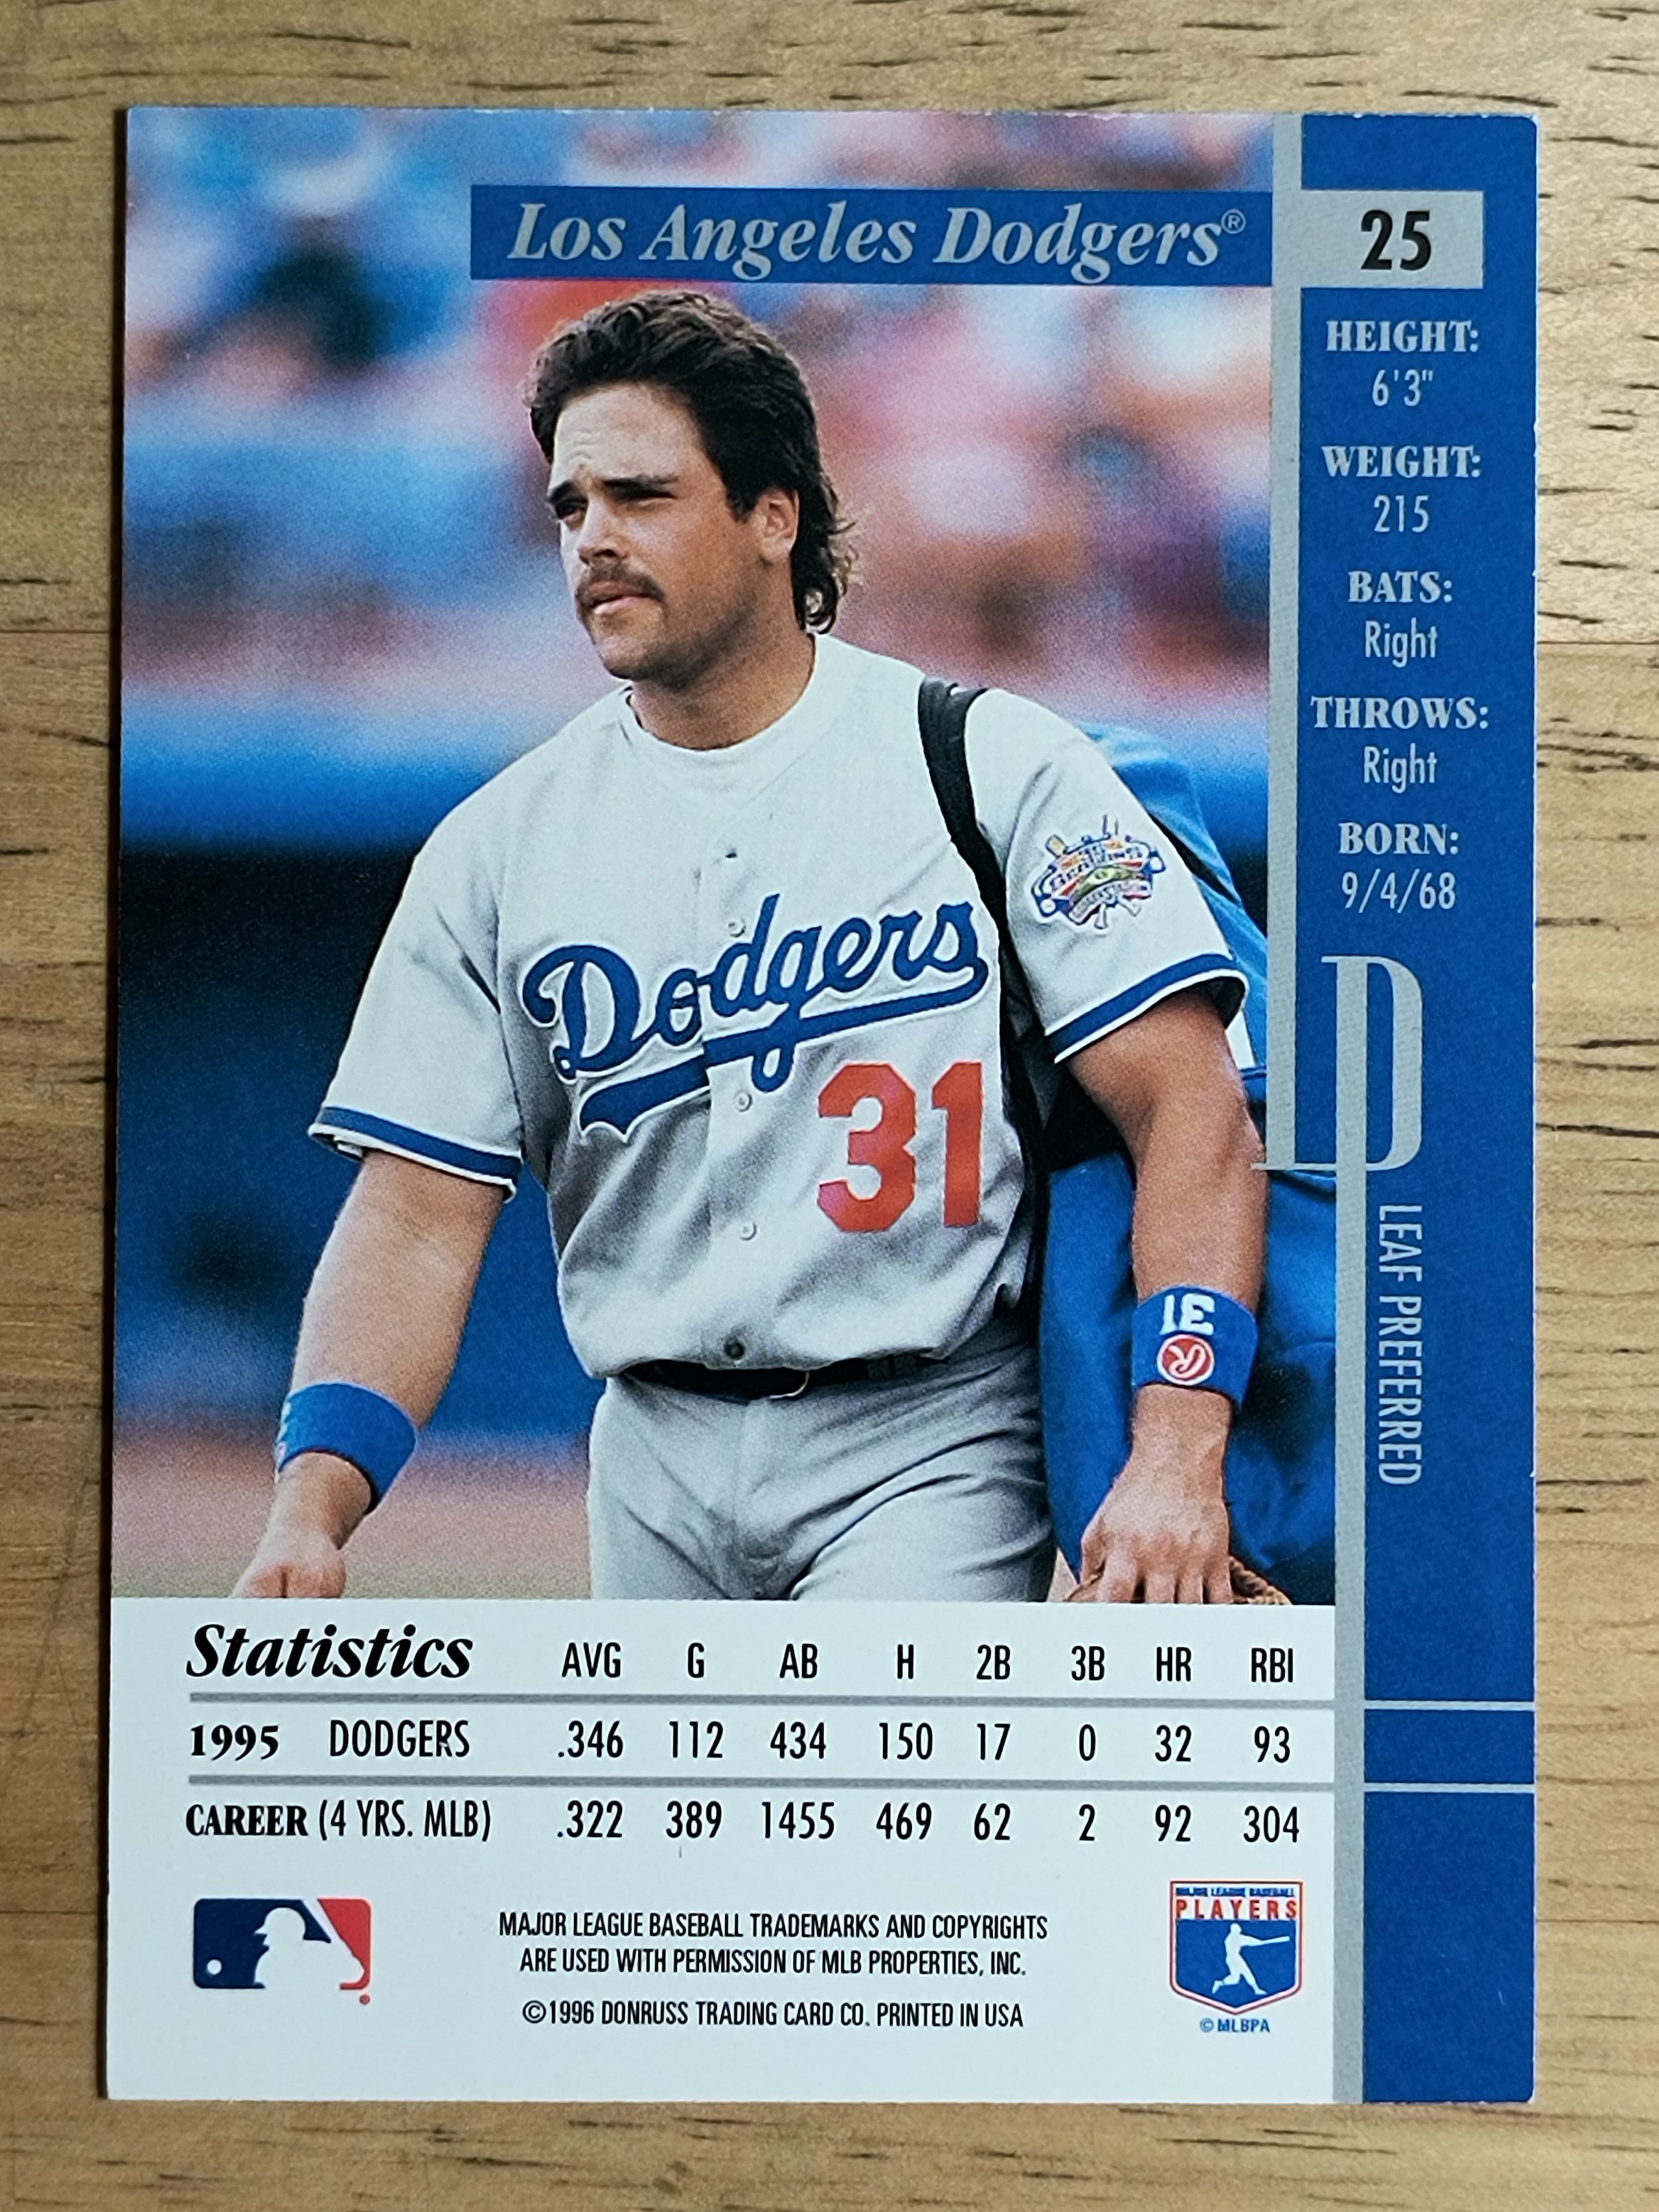 Los Angeles Dodgers®
25
HEIGHT:
6'3"
WEIGHT:
215
BATS:
Right
THROWS:
Right
BORN:
9/4/68
Dodgers
31
31
R
D
LEAF PREFERRED
Statistics AVG G AB H 2B 3B HR RBI
1995 DODGERS .346 112 434 150 17 0 32 93
CAREER (4 YRS. MLB) .322 389 1455 469 62 2 92 304
MAJOR LEAGUE BASEBALL TRADEMARKS AND COPYRIGHTS
ARE USED WITH PERMISSION OF MLB PROPERTIES, INC.
©1996 DONRUSS TRADING CARD CO. PRINTED IN USA
MAJOR LEAGUE BASEBALL
PLAYERS
© MLBPA